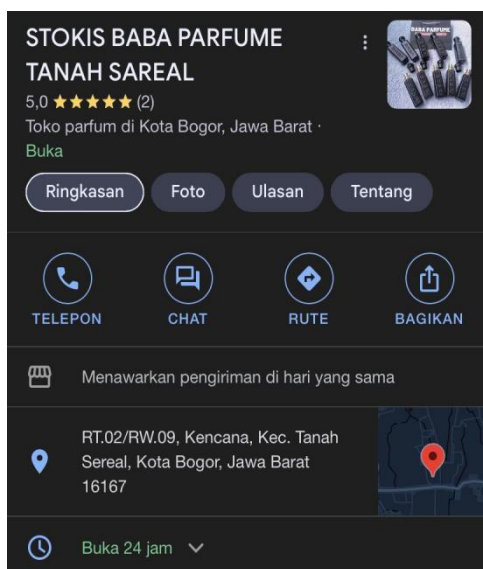 STOKIS BABA PARFUME
TANAH SAREAL
5,0 ★★★★★ (2)
Toko parfum di Kota Bogor, Jawa Barat ·
Buka
BABA PARFUME
Ringkasan
Foto
Ulasan
Tentang
TELEPON
CHAT
RUTE
BAGIKAN
Menawarkan pengiriman di hari yang sama
RT.02/RW.09, Kencana, Kec. Tanah
Sereal, Kota Bogor, Jawa Barat
16167
Buka 24 jam